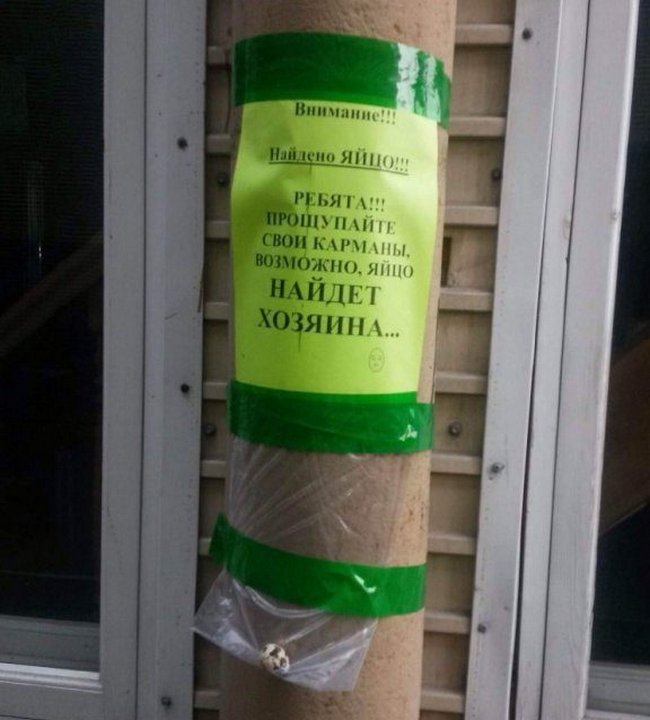 Внимание!!!
Найдено ЯЙЦО!!!
РЕБЯТА!!!
ПРОЩУПАЙТЕ
СВОИ КАРМАНЫ,
ВОЗМОЖНО, ЯЙЦО
НАЙДЕТ
ХОЗЯИНА...